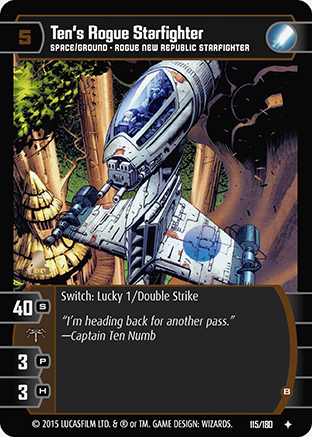 5
Ten's Rogue Starfighter
SPACE/GROUND - ROGUE NEW REPUBLIC STARFIGHTER
40 S
Switch: Lucky 1/Double Strike
"I'm heading back for another pass."
—Captain Ten Numb
3 P
3 H
B
© 2015 LUCASFILM LTD. & ® or TM. GAME DESIGN: WIZARDS.
115/180